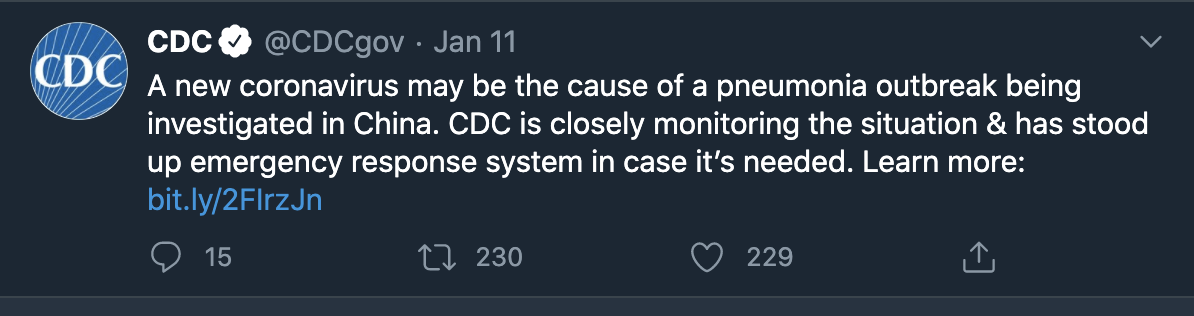 CDC
CDC @CDCgov · Jan 11
A new coronavirus may be the cause of a pneumonia outbreak being
investigated in China. CDC is closely monitoring the situation & has stood
up emergency response system in case it’s needed. Learn more:
bit.ly/2FIrzJn
15 230 229